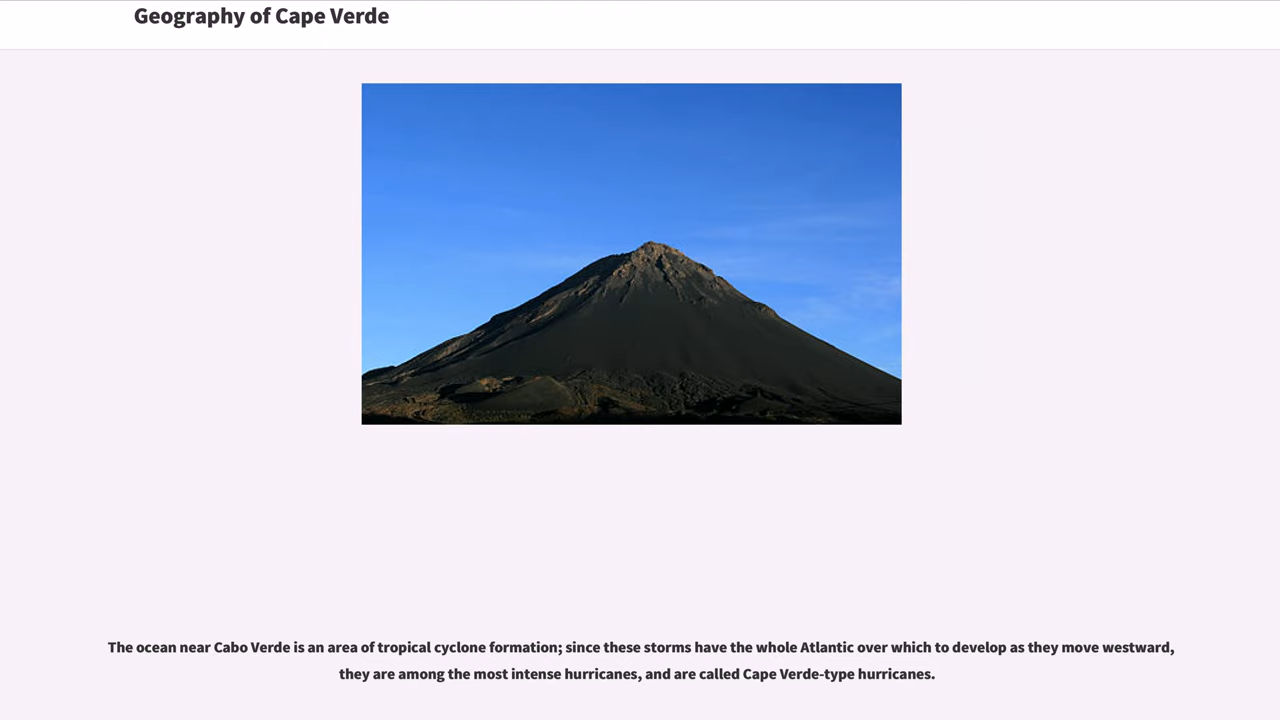 Geography of Cape Verde
The ocean near Cabo Verde is an area of tropical cyclone formation; since these storms have the whole Atlantic over which to develop as they move westward,
they are among the most intense hurricanes, and are called Cape Verde-type hurricanes.